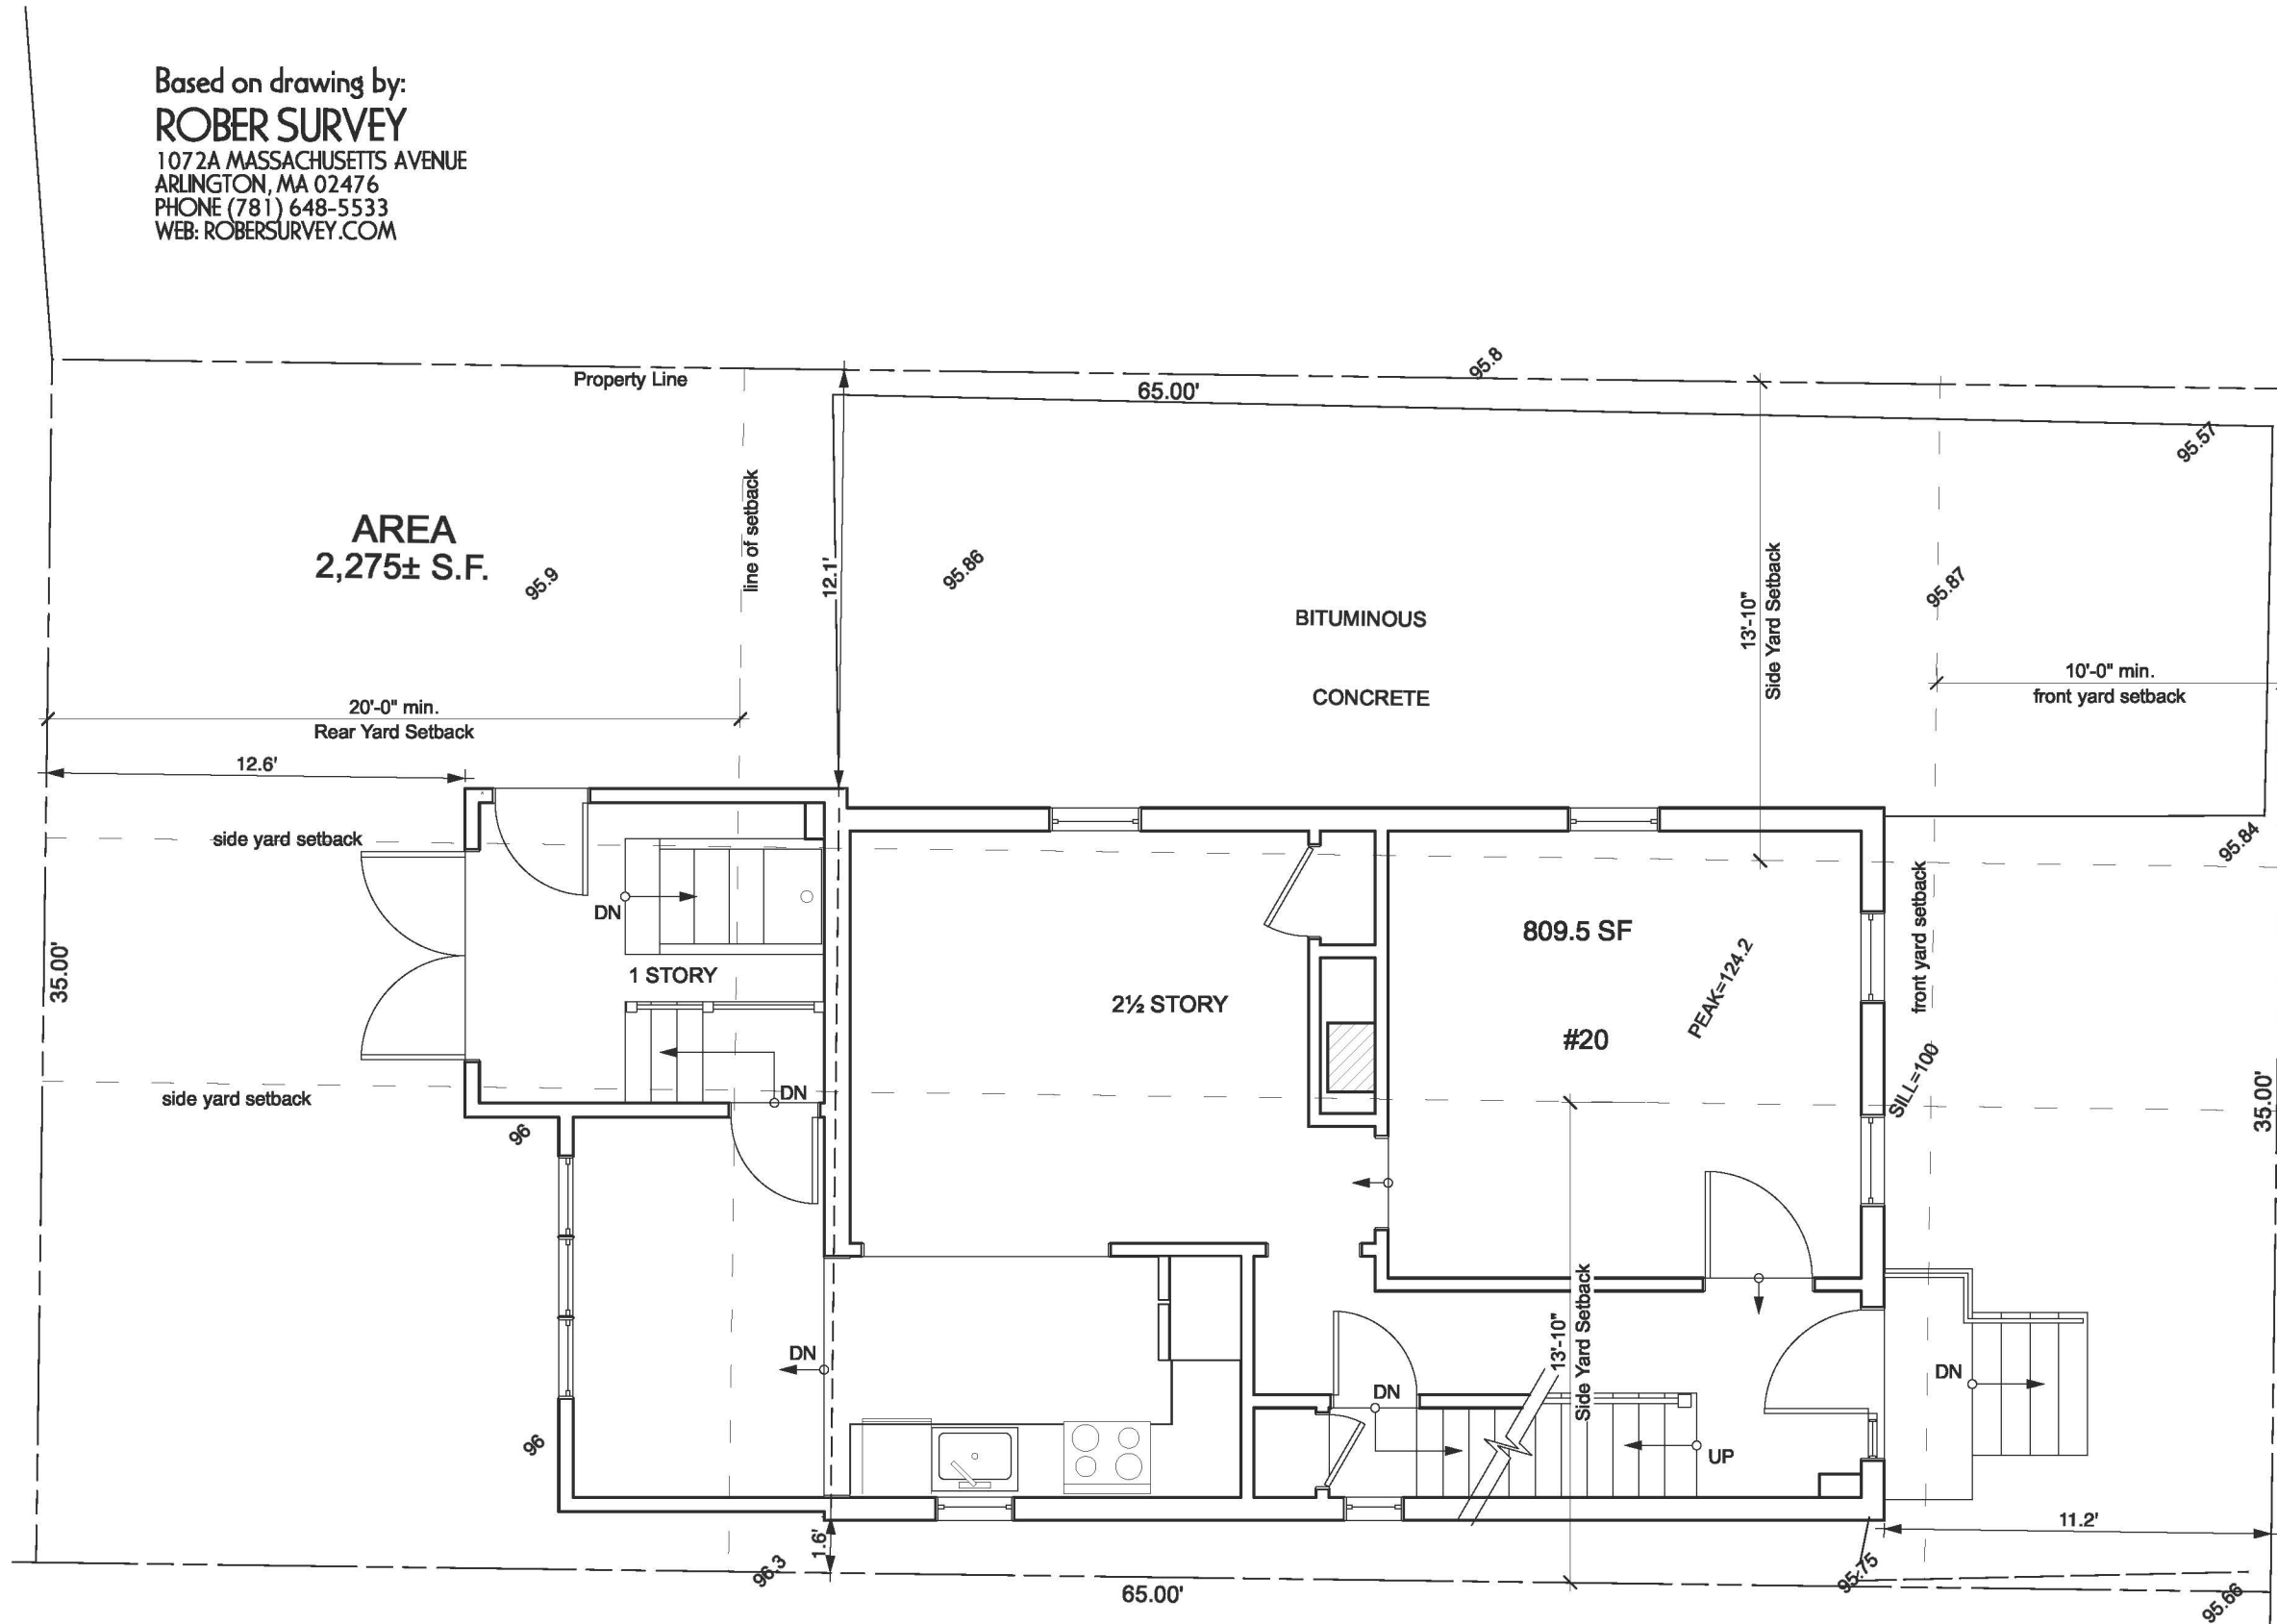 Based on drawing by:
ROBER SURVEY
1072A MASSACHUSETTS AVENUE
ARLINGTON, MA 02476
PHONE (781) 648-5533
WEB: ROBERSURVEY.COM
Property Line
65.00'
95.8
95.57
AREA
2,275± S.F.
95.9
line of setback
12.1'
95.86
BITUMINOUS
CONCRETE
13'-10"
Side Yard Setback
95.87
10'-0" min.
front yard setback
20'-0" min.
Rear Yard Setback
12.6'
side yard setback
95.84
DN
1 STORY
35.00'
2½ STORY
809.5 SF
#20
PEAK=124.2
front yard setback
SILL=100
side yard setback
DN
96
35.00'
DN
96
DN
13'-10"
Side Yard Setback
UP
DN
11.2'
1.6'
96.3
65.00'
95.75
95.66